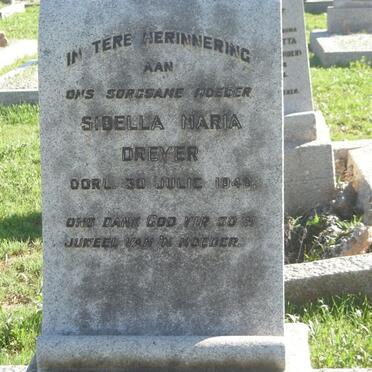 IN TERE HERINNERING
AAN
ONS SORGSAME MOEDER
SIBELLA MARIA
DREYER
OORL. 30 JULIE
ONS DANK GOD VIR SO 'N
JUWEEL VAN 'N MOEDER.